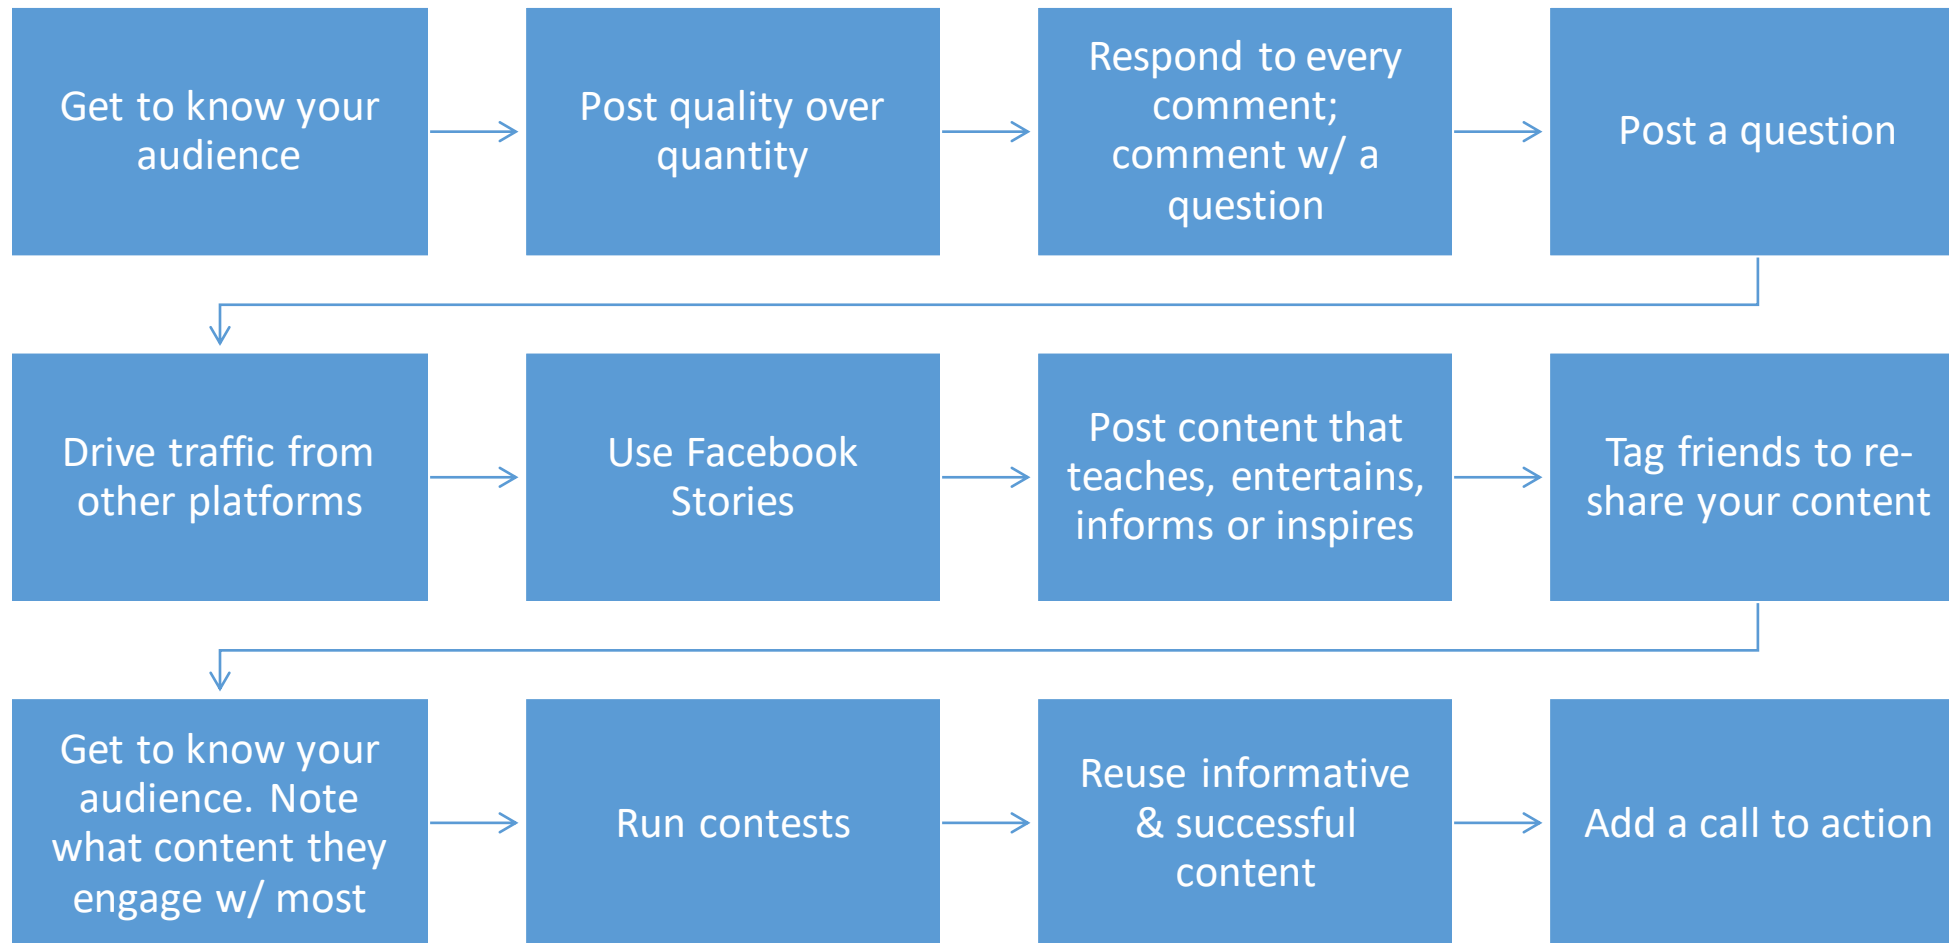 Get to know your
audience
Post quality over
quantity
Respond to every
comment;
comment w/ a
question
Post a question
Drive traffic from
other platforms
Use Facebook
Stories
Post content that
teaches, entertains,
informs or inspires
Tag friends to re-
share your content
Get to know your
audience. Note
what content they
engage w/ most
Run contests
Reuse informative
& successful
content
Add a call to action